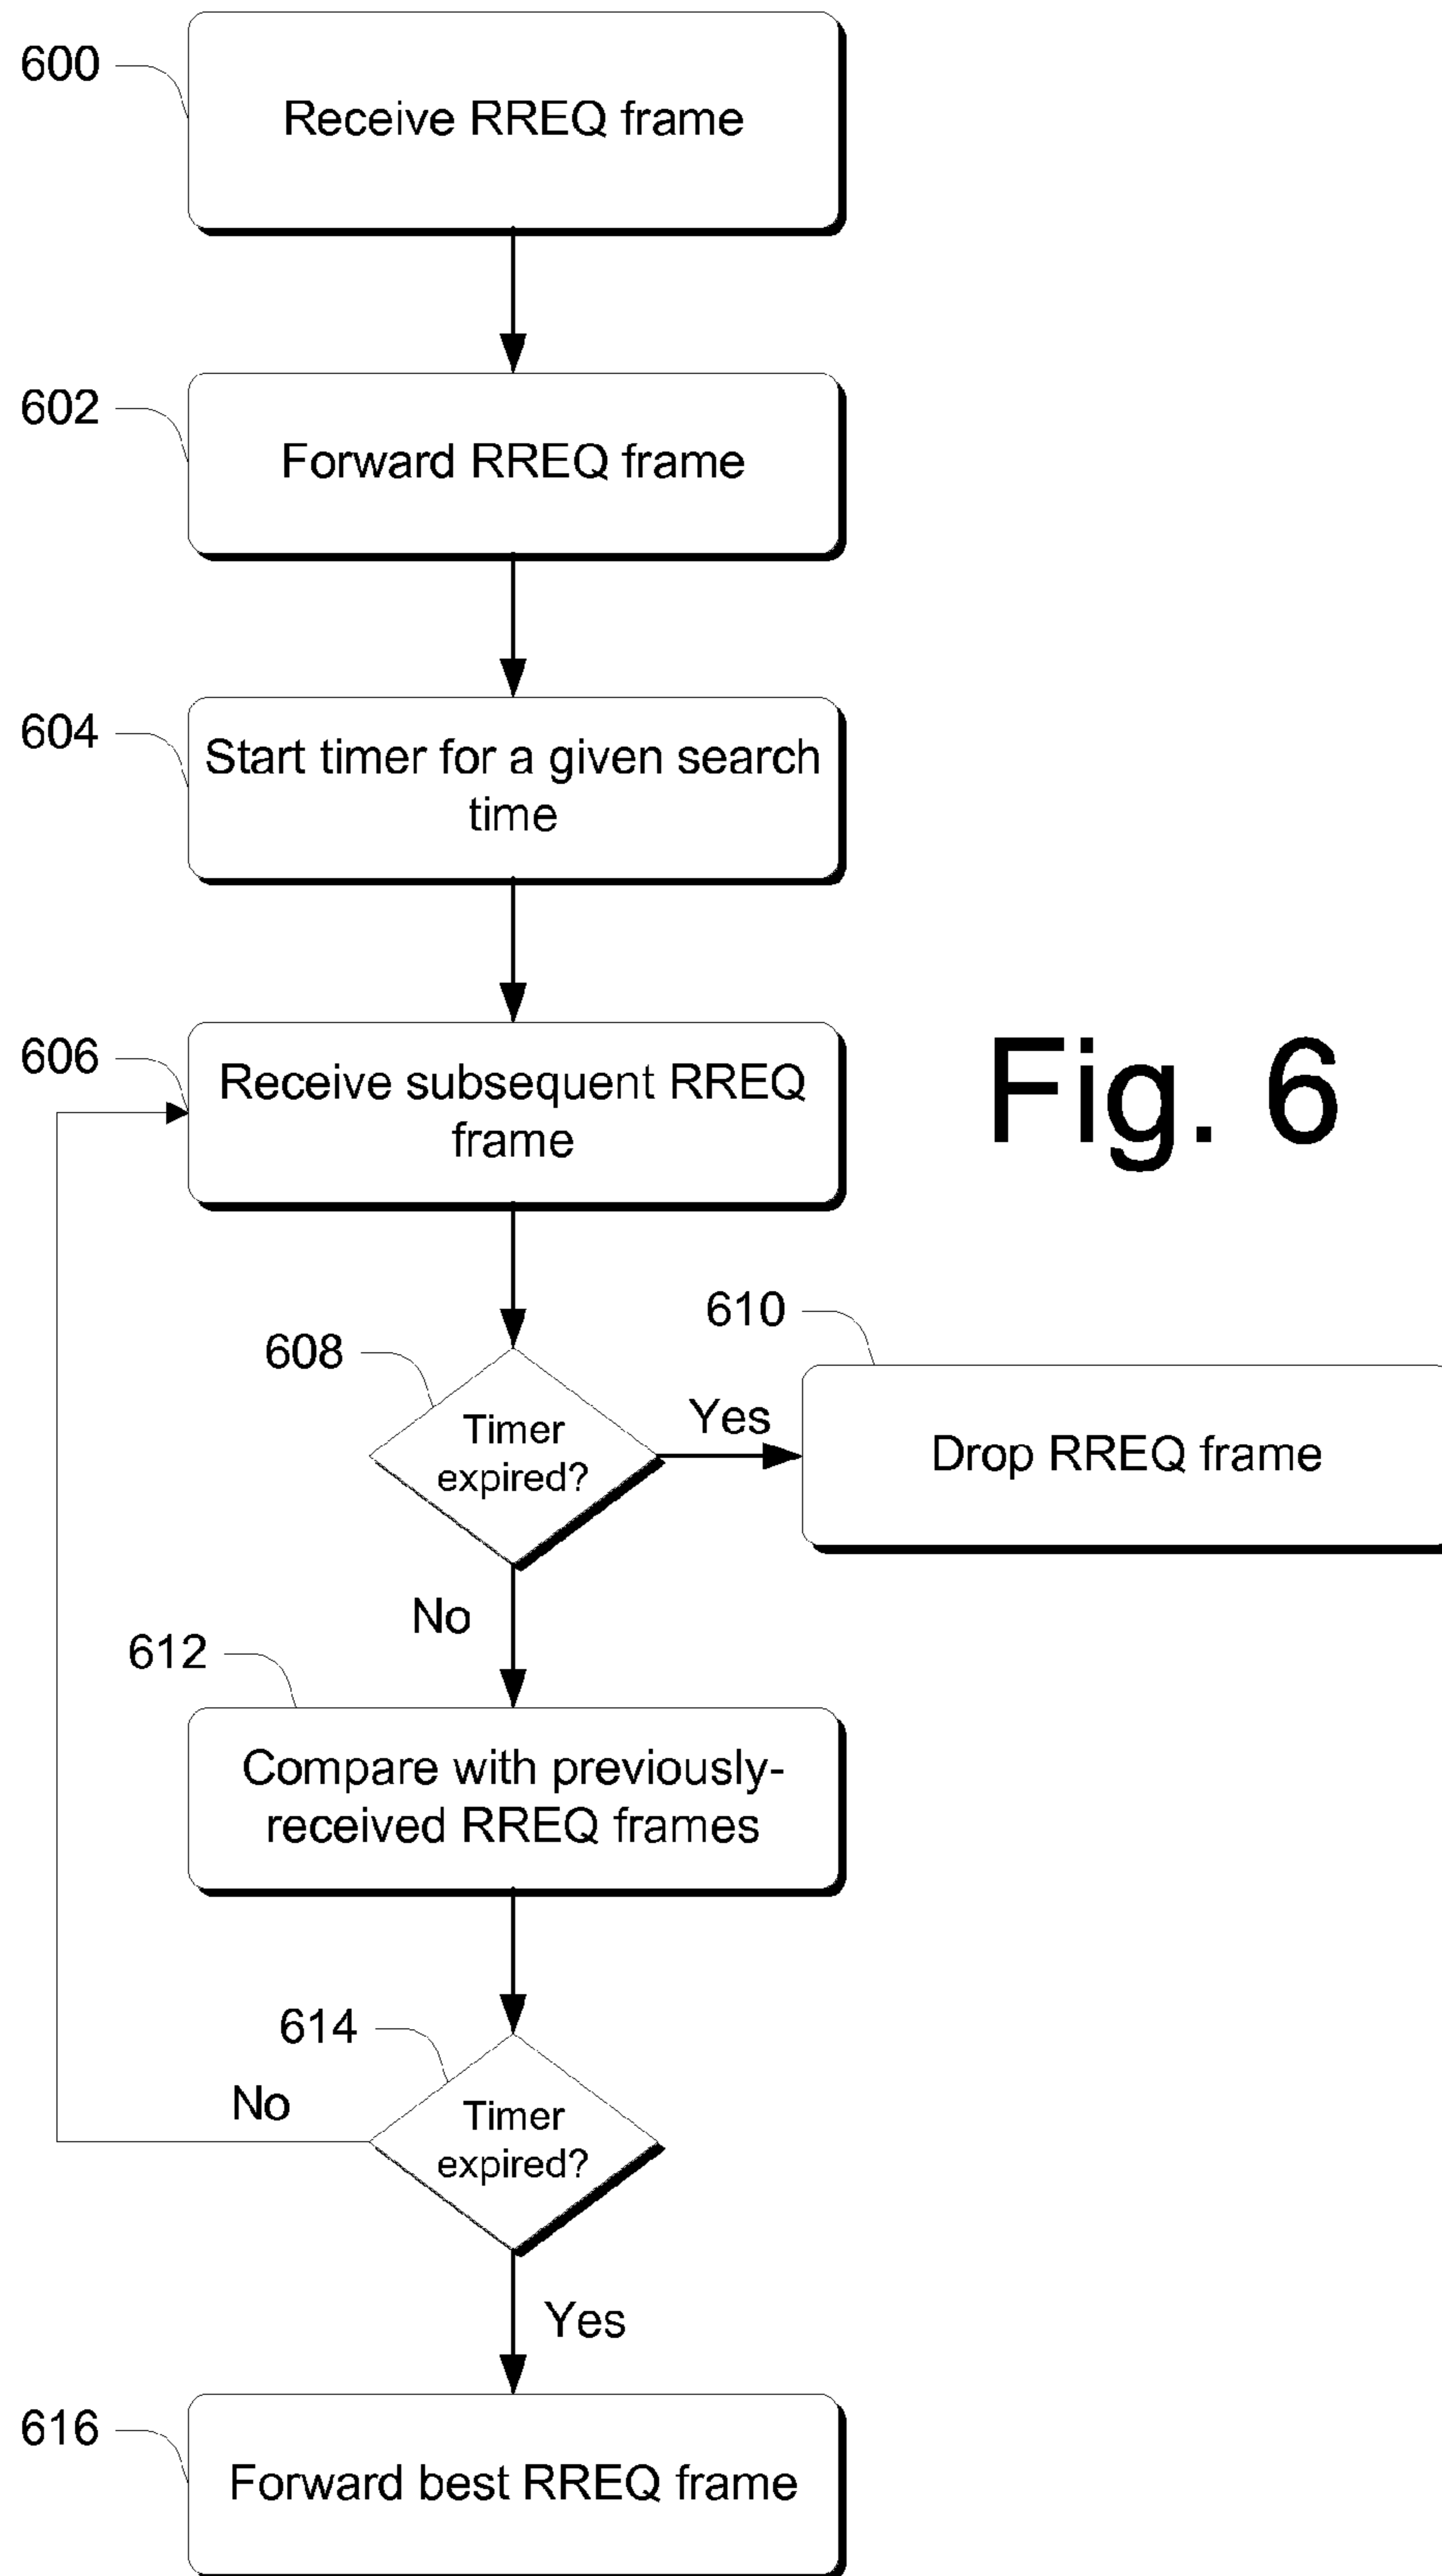 600
Receive RREQ frame
602
Forward RREQ frame
604
Start timer for a given search
time
606
Receive subsequent RREQ
frame
Fig. 6
608
Timer
expired?
Yes
610
Drop RREQ frame
No
612
Compare with previously-
received RREQ frames
614
Timer
expired?
No
Yes
616
Forward best RREQ frame